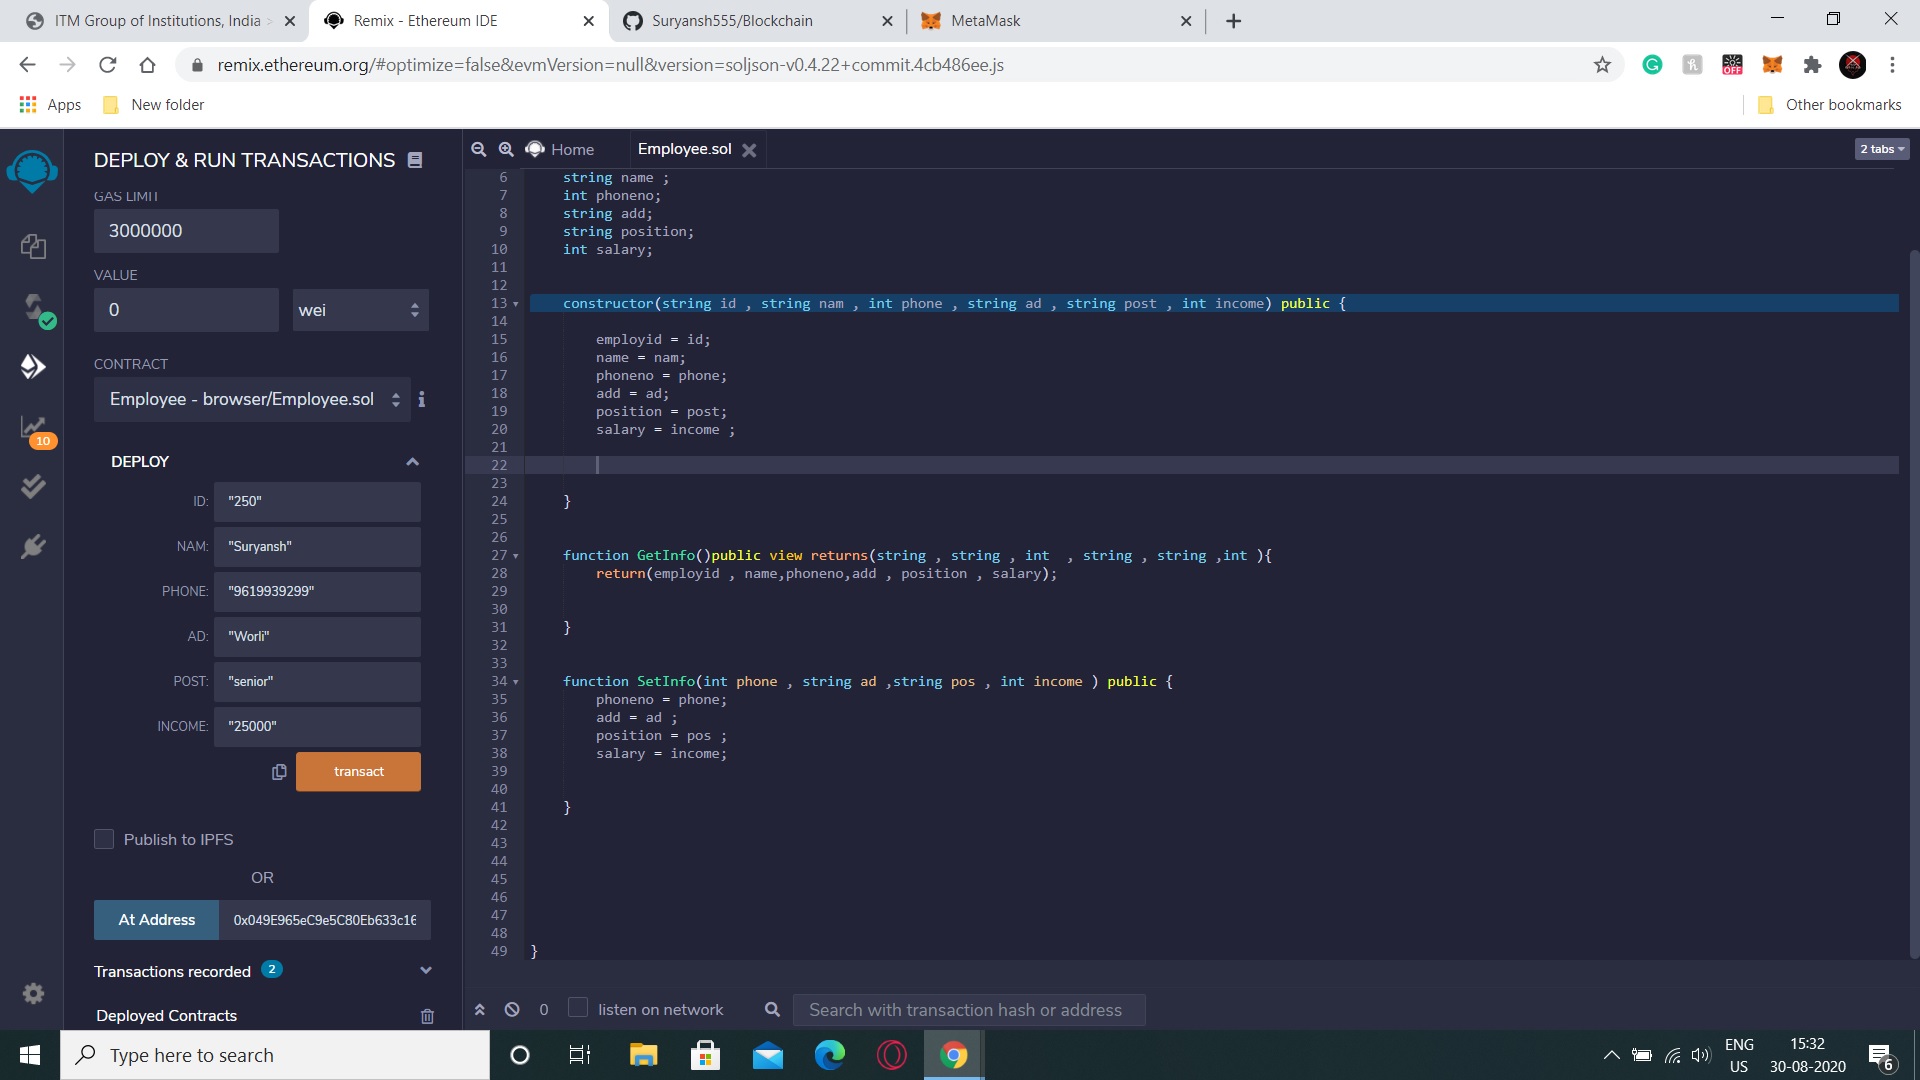 ITM Group of Institutions, India >
Remix - Ethereum IDE
Suryansh555/Blockchain
MetaMask
remix.ethereum.org/#optimize=false&evmVersion=null&version=soljson-v0.4.22+commit.4cb486ee.js
Apps
New folder
Other bookmarks
DEPLOY & RUN TRANSACTIONS
GAS LIMIT
3000000
VALUE
0
wei
CONTRACT
Employee - browser/Employee.sol
10
DEPLOY
ID: "250"
NAM: "Suryansh"
PHONE: "9619939299"
AD: "Worli"
POST: "senior"
INCOME: "25000"
transact
Publish to IPFS
OR
At Address 0x049E965eC9e5C80Eb633c16
Transactions recorded 2
Deployed Contracts
Home
Employee.sol
2 tabs
6 string name ;
7 int phoneno;
8 string add;
9 string position;
10 int salary;
11
12
13 constructor(string id , string nam , int phone , string ad , string post , int income) public {
14
15 employid = id;
16 name = nam;
17 phoneno = phone;
18 add = ad;
19 position = post;
20 salary = income ;
21
22
23
24 }
25
26
27 function GetInfo()public view returns(string , string , int  , string , string ,int ){
28 return(employid , name,phoneno,add , position , salary);
29
30
31 }
32
33
34 function SetInfo(int phone , string ad ,string pos , int income ) public {
35 phoneno = phone;
36 add = ad ;
37 position = pos ;
38 salary = income;
39
40
41 }
42
43
44
45
46
47
48
49 }
0
listen on network
Search with transaction hash or address
Type here to search
ENG
US
15:32
30-08-2020
6
OFF